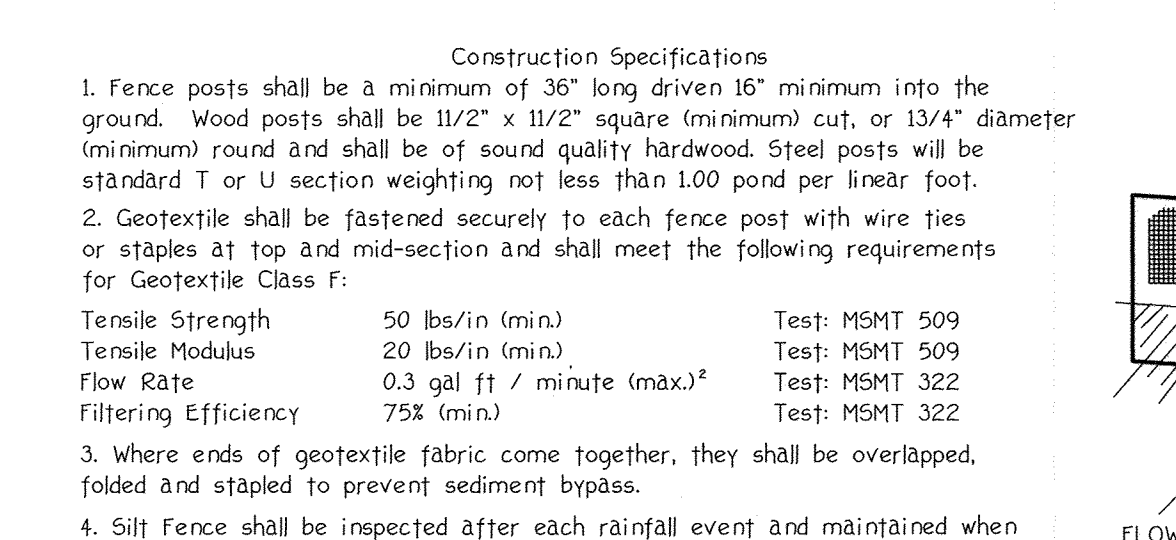 Construction Specifications
1. Fence posts shall be a minimum of 36" long driven 16" minimum into the
ground. Wood posts shall be 11/2" x 11/2" square (minimum) cut, or 13/4" diameter
(minimum) round and shall be of sound quality hardwood. Steel posts will be
standard T or U section weighting not less than 1.00 pond per linear foot.
2. Geotextile shall be fastened securely to each fence post with wire ties
or staples at top and mid-section and shall meet the following requirements
for Geotextile Class F:
Tensile Strength 50 lbs/in (min.) Test: MSMT 509
Tensile Modulus 20 lbs/in (min.) Test: MSMT 509
Flow Rate 0.3 gal ft / minute (max.)² Test: MSMT 322
Filtering Efficiency 75% (min.) Test: MSMT 322
3. Where ends of geotextile fabric come together, they shall be overlapped,
folded and stapled to prevent sediment bypass.
4. Silt Fence shall be inspected after each rainfall event and maintained when